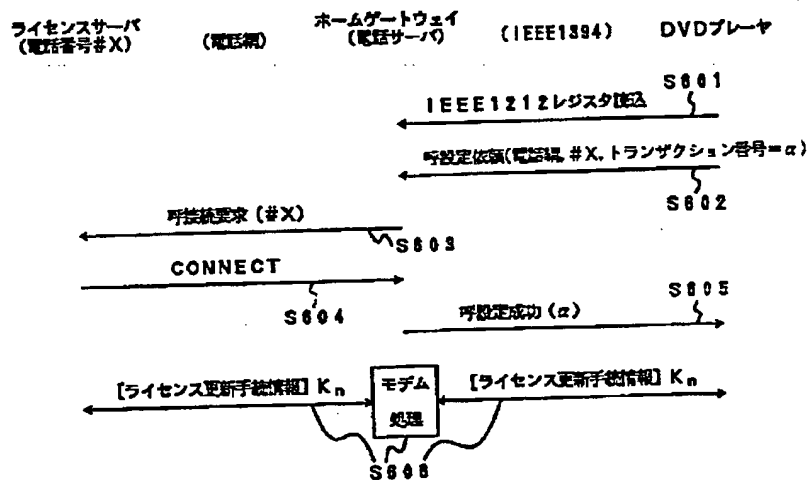 ライセンスサーバ
(電話番号#X)
(電話網)
ホームゲートウェイ
(電話サーバ)
(IEEE1394)
DVDプレーヤ
S601
IEEE1212レジスタ読込
呼設定依頼(電話網,#X,トランザクション番号=α)
S602
呼接続要求(#X)
S603
CONNECT
S604
S605
呼設定成功(α)
[ライセンス更新手続情報]Kn
モデム
処理
[ライセンス更新手続情報]Kn
S606